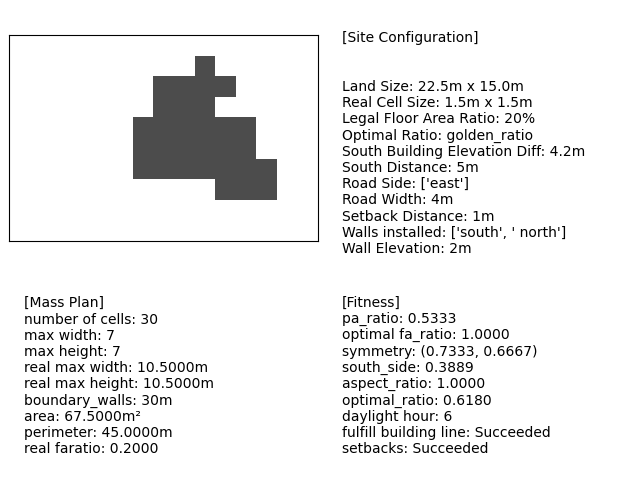 [Site Configuration]
Land Size: 22.5m x 15.0m
Real Cell Size: 1.5m x 1.5m
Legal Floor Area Ratio: 20%
Optimal Ratio: golden_ratio
South Building Elevation Diff: 4.2m
South Distance: 5m
Road Side: ['east']
Road Width: 4m
Setback Distance: 1m
Walls installed: ['south', ' north']
Wall Elevation: 2m
[Mass Plan]
number of cells: 30
max width: 7
max height: 7
real max width: 10.5000m
real max height: 10.5000m
boundary_walls: 30m
area: 67.5000m²
perimeter: 45.0000m
real faratio: 0.2000
[Fitness]
pa_ratio: 0.5333
optimal fa_ratio: 1.0000
symmetry: (0.7333, 0.6667)
south_side: 0.3889
aspect_ratio: 1.0000
optimal_ratio: 0.6180
daylight hour: 6
fulfill building line: Succeeded
setbacks: Succeeded